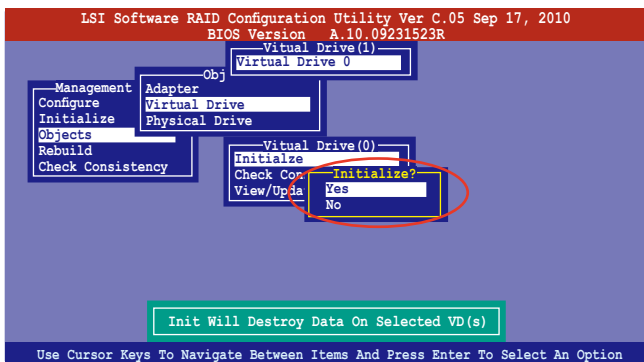 LSI Software RAID Configuration Utility Ver C.05 Sep 17, 2010
BIOS Version   A.10.09231523R
Vitual Drive(1)
Virtual Drive 0
Management
Configure
Initialize
Objects
Rebuild
Check Consistency
Obj
Adapter
Virtual Drive
Physical Drive
Vitual Drive(0)
Initialze
Check Con
View/Upda
Initialize?
Yes
No
Init Will Destroy Data On Selected VD(s)
Use Cursor Keys To Navigate Between Items And Press Enter To Select An Option